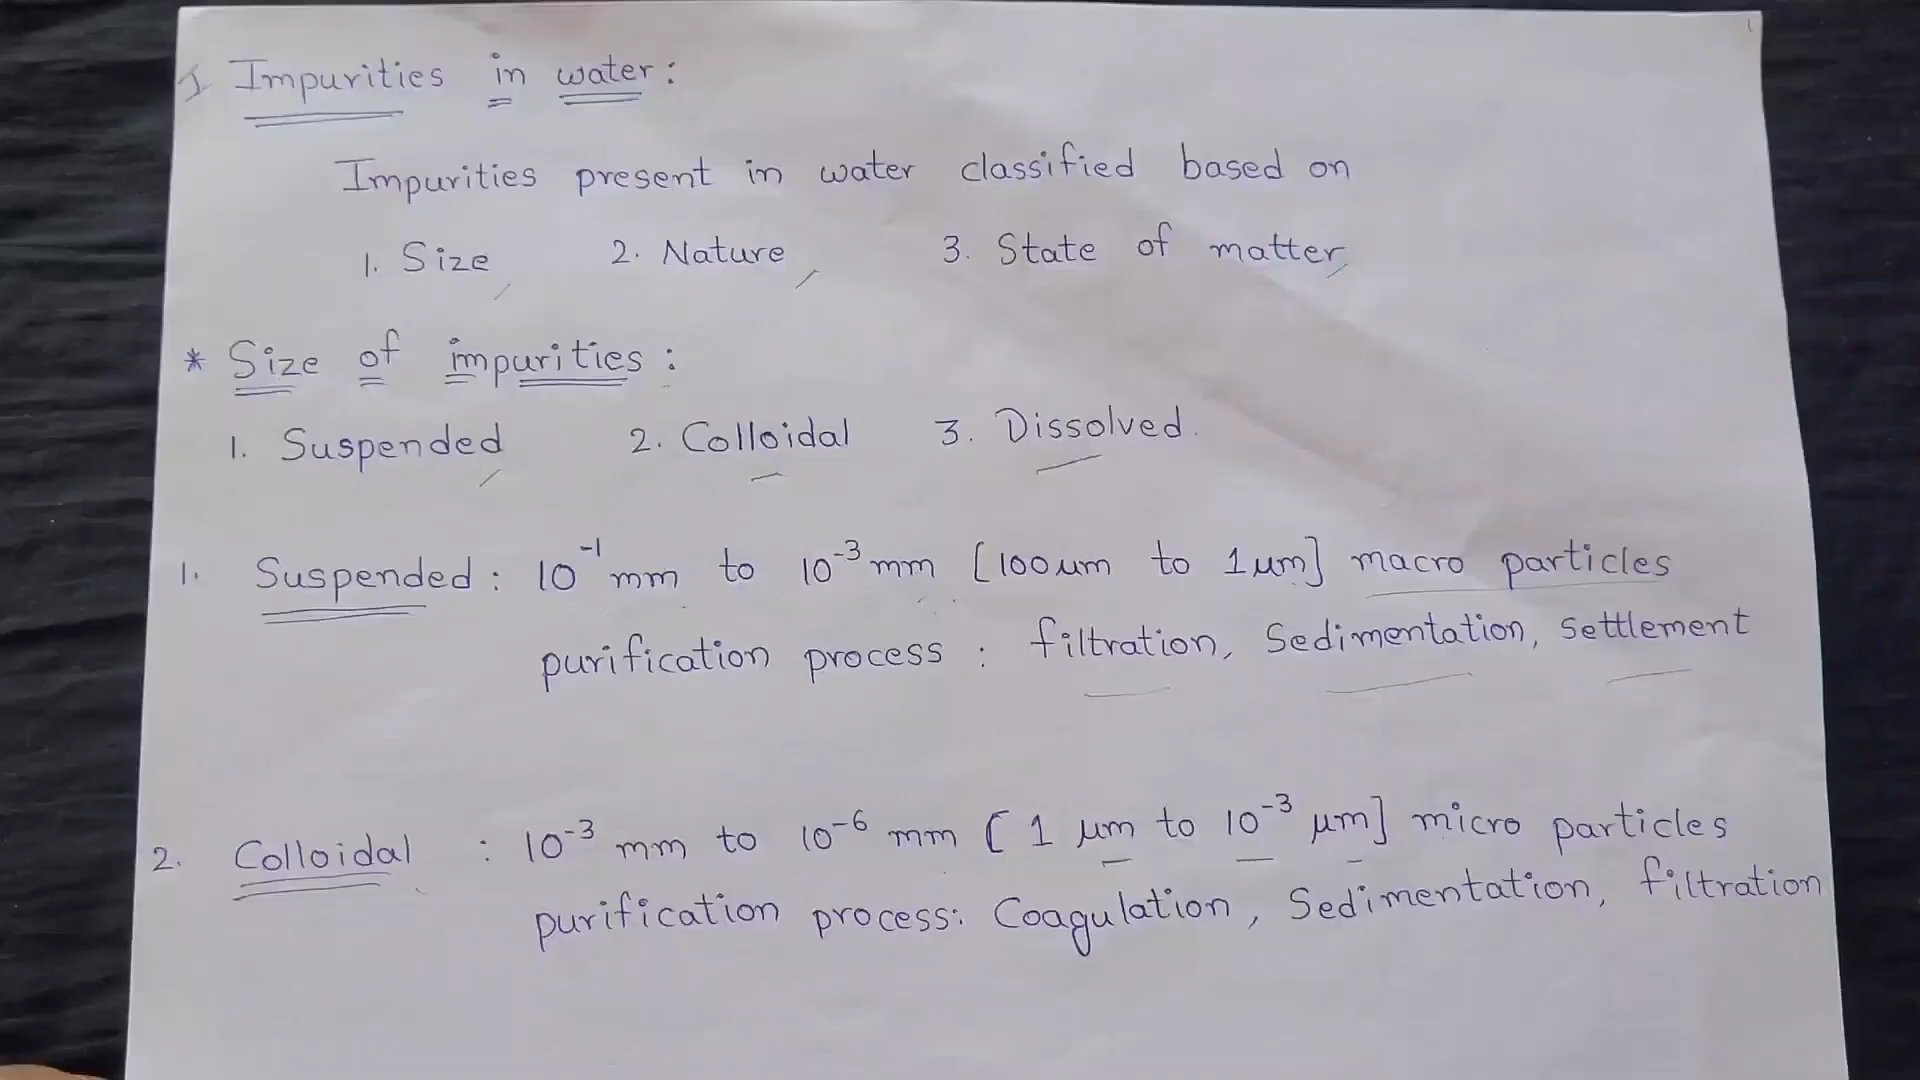 I Impurities in water:
Impurities present in water classified based on
1. Size 2. Nature 3. State of matter
* Size of impurities:
1. Suspended 2. Colloidal 3. Dissolved.
1. Suspended: 10⁻¹ mm to 10⁻³ mm [100 um to 1 um] macro particles
purification process: filtration, Sedimentation, settlement
2. Colloidal : 10⁻³ mm to 10⁻⁶ mm [1 μm to 10⁻³ μm] micro particles
purification process: Coagulation, Sedimentation, filtration